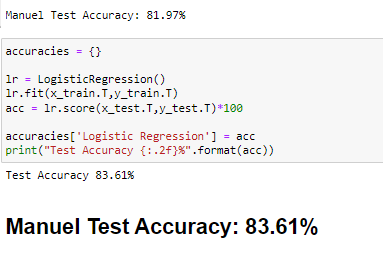 Manuel Test Accuracy: 81.97%
accuracies = {}
lr = LogisticRegression()
lr.fit(x_train.T,y_train.T)
acc = lr.score(x_test.T,y_test.T)*100
accuracies['Logistic Regression'] = acc
print("Test Accuracy {:.2f}%".format(acc))
Test Accuracy 83.61%
Manuel Test Accuracy: 83.61%